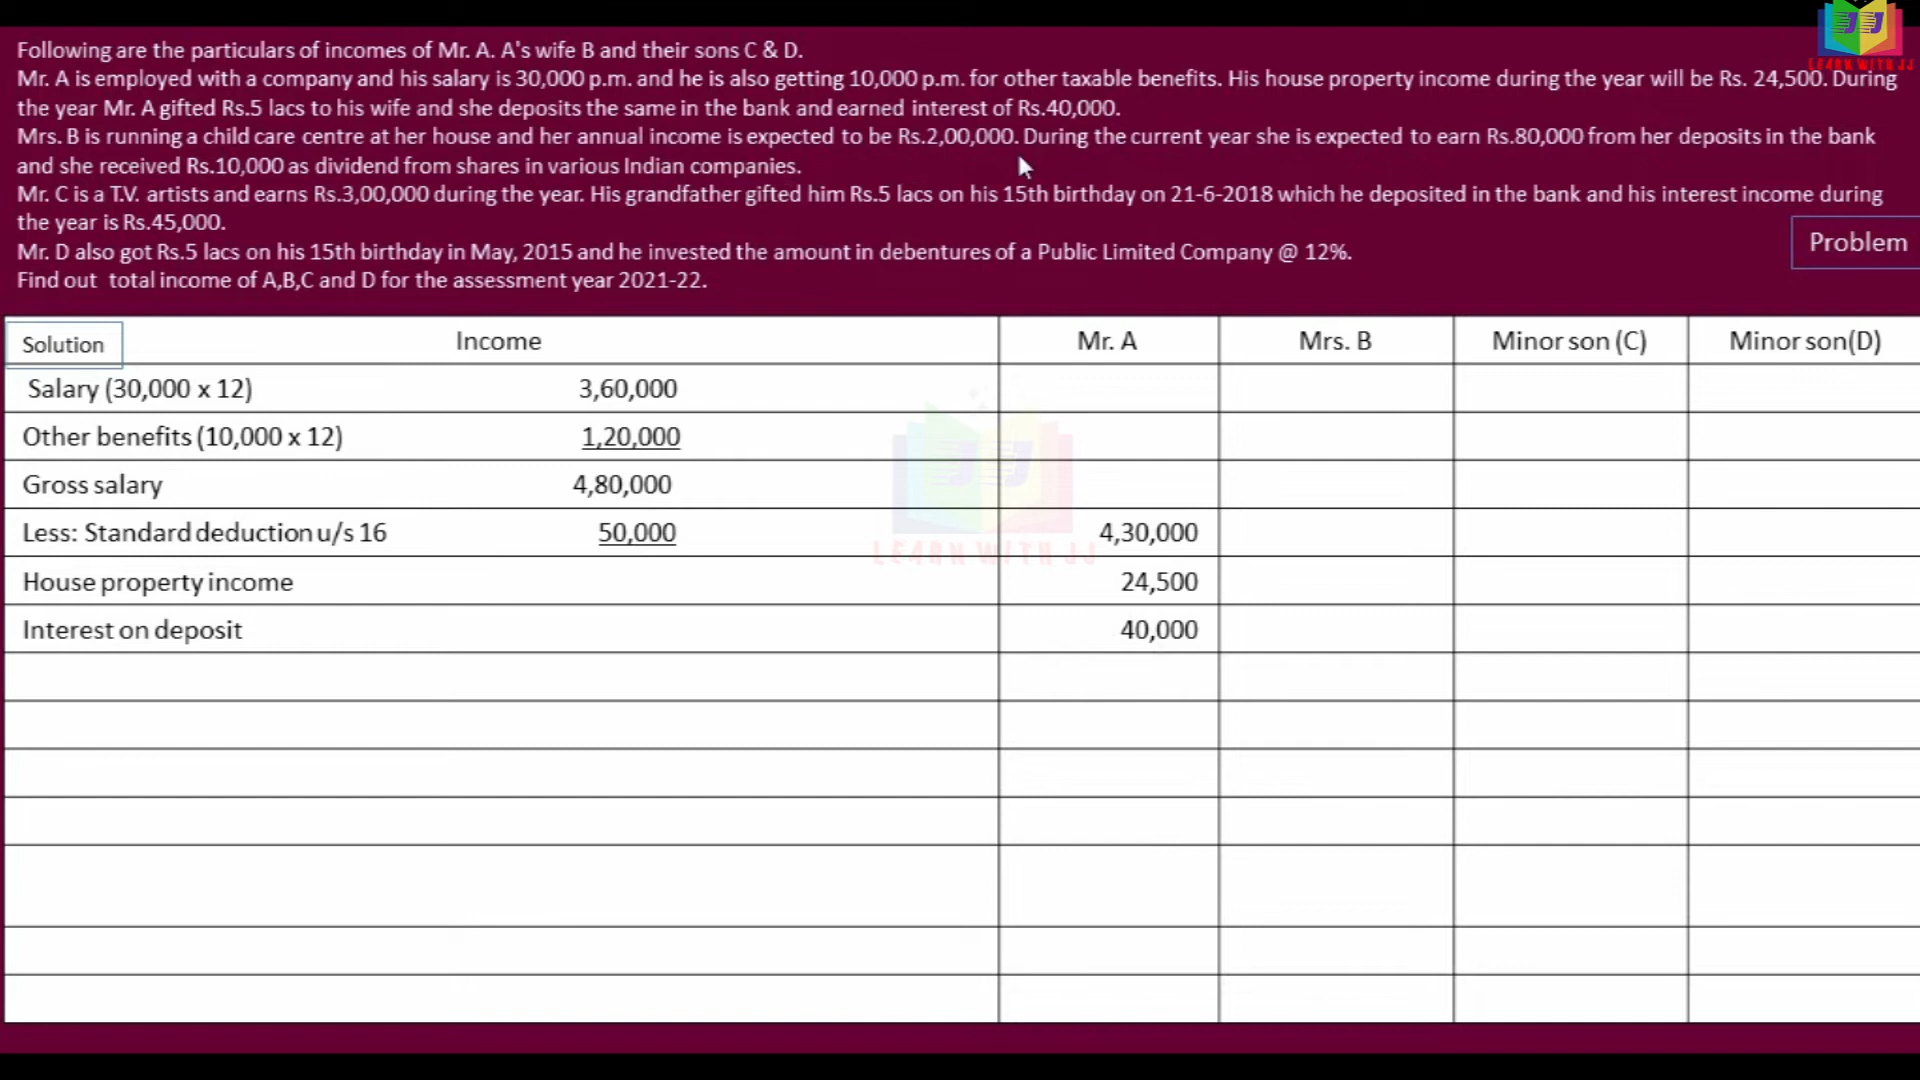 Following are the particulars of incomes of Mr. A. A's wife B and their sons C & D.
Mr. A is employed with a company and his salary is 30,000 p.m. and he is also getting 10,000 p.m. for other taxable benefits. His house property income during the year will be Rs. 24,500. During
the year Mr. A gifted Rs.5 lacs to his wife and she deposits the same in the bank and earned interest of Rs.40,000.
Mrs. B is running a child care centre at her house and her annual income is expected to be Rs.2,00,000. During the current year she is expected to earn Rs.80,000 from her deposits in the bank
and she received Rs.10,000 as dividend from shares in various Indian companies.
Mr. C is a T.V. artists and earns Rs.3,00,000 during the year. His grandfather gifted him Rs.5 lacs on his 15th birthday on 21-6-2018 which he deposited in the bank and his interest income during
the year is Rs.45,000.
Mr. D also got Rs.5 lacs on his 15th birthday in May, 2015 and he invested the amount in debentures of a Public Limited Company @ 12%.
Find out total income of A,B,C and D for the assessment year 2021-22.
JJ
LEARN WITH JJ
Problem
Solution Income Mr. A Mrs. B Minor son (C) Minor son(D)
Salary (30,000 x 12) 3,60,000
Other benefits (10,000 x 12) 1,20,000
Gross salary 4,80,000
Less: Standard deduction u/s 16 50,000 4,30,000
House property income 24,500
Interest on deposit 40,000
JJ
LEARN WITH JJ